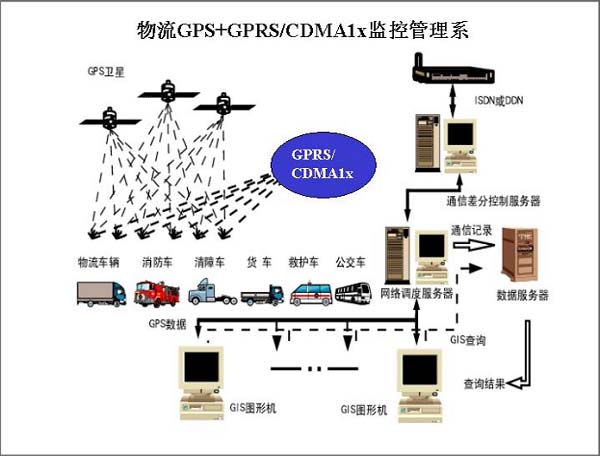 物流GPS+GPRS/CDMA1x监控管理系
GPS卫星
ISDN或DDN
GPRS/
CDMA1x
通信差分控制服务器
通信记录
物流车辆 消防车 清障车 货 车 救护车 公交车
网络调度服务器
数据服务器
GPS数据
GIS查询
查询结果
GIS图形机
GIS图形机